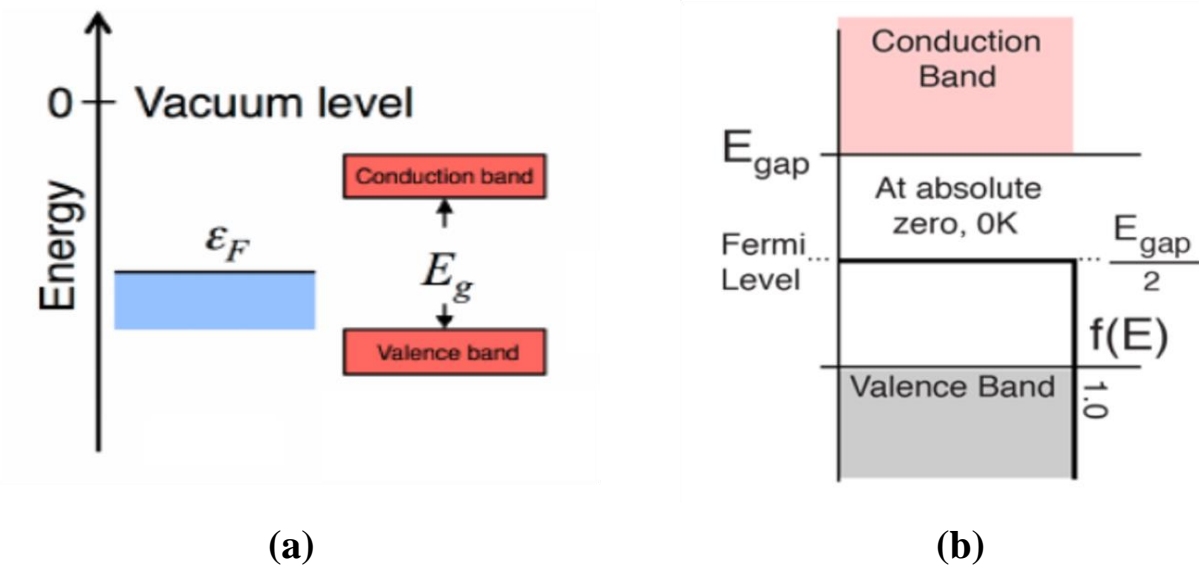 0
Vacuum level
Energy
Conduction band
εF
Eg
Valence band
(a)
Conduction
Band
Egap
At absolute
zero, 0K
Fermi
Level
Egap
2
f(E)
Valence Band
1.0
(b)